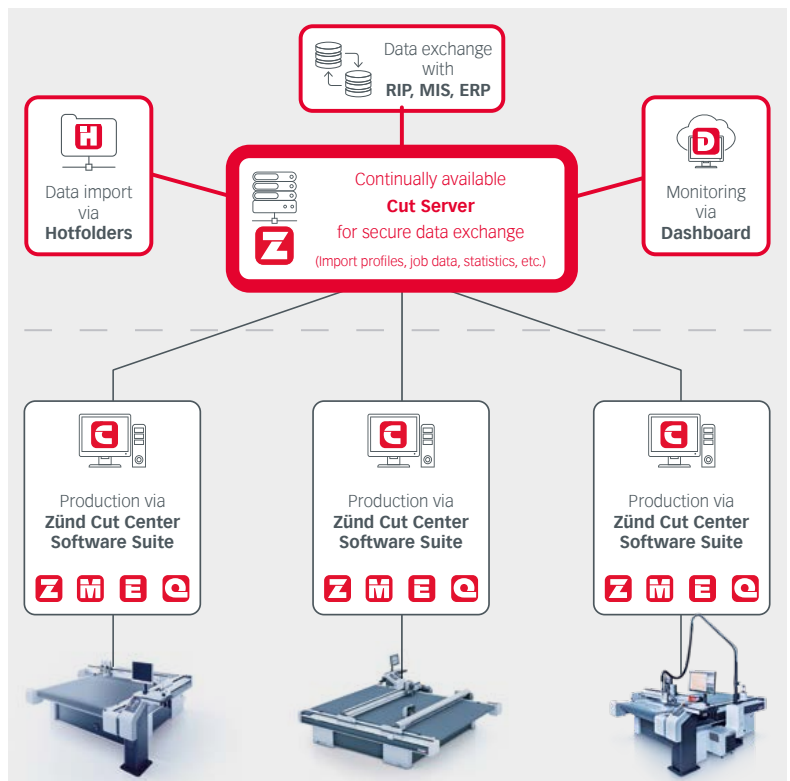 Data exchange
with
RIP, MIS, ERP
H
Data import
via
Hotfolders
Continually available
Cut Server
for secure data exchange
(Import profiles, job data, statistics, etc.)
Z
D
Monitoring
via
Dashboard
C
Production via
Zünd Cut Center
Software Suite
Z M E Q
C
Production via
Zünd Cut Center
Software Suite
Z M E Q
C
Production via
Zünd Cut Center
Software Suite
Z M E Q